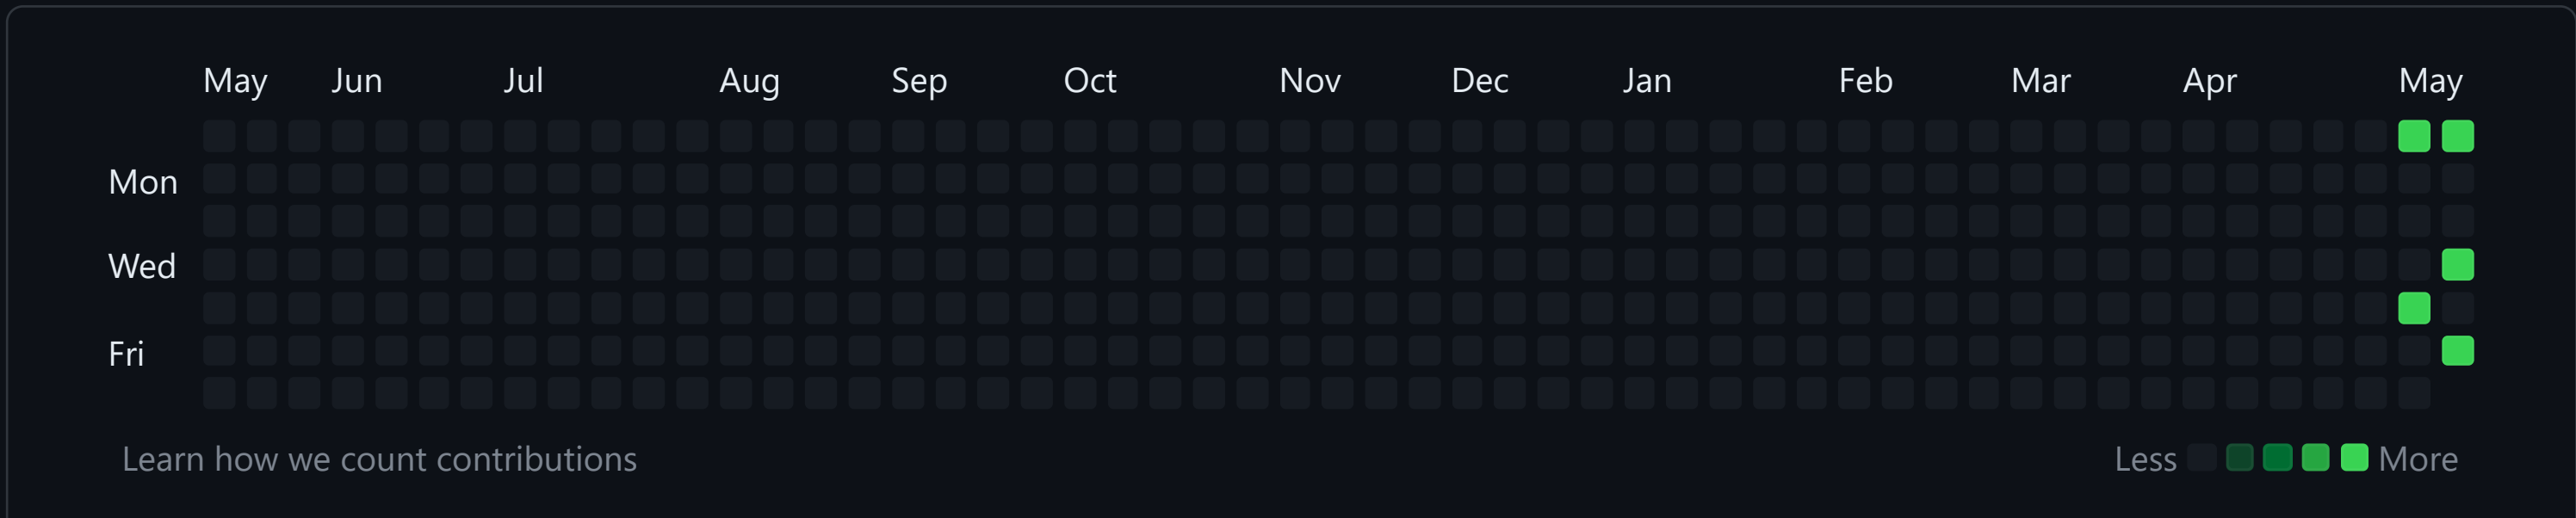 May Jun Jul Aug Sep Oct Nov Dec Jan Feb Mar Apr May
Mon
Wed
Fri
Learn how we count contributions Less More